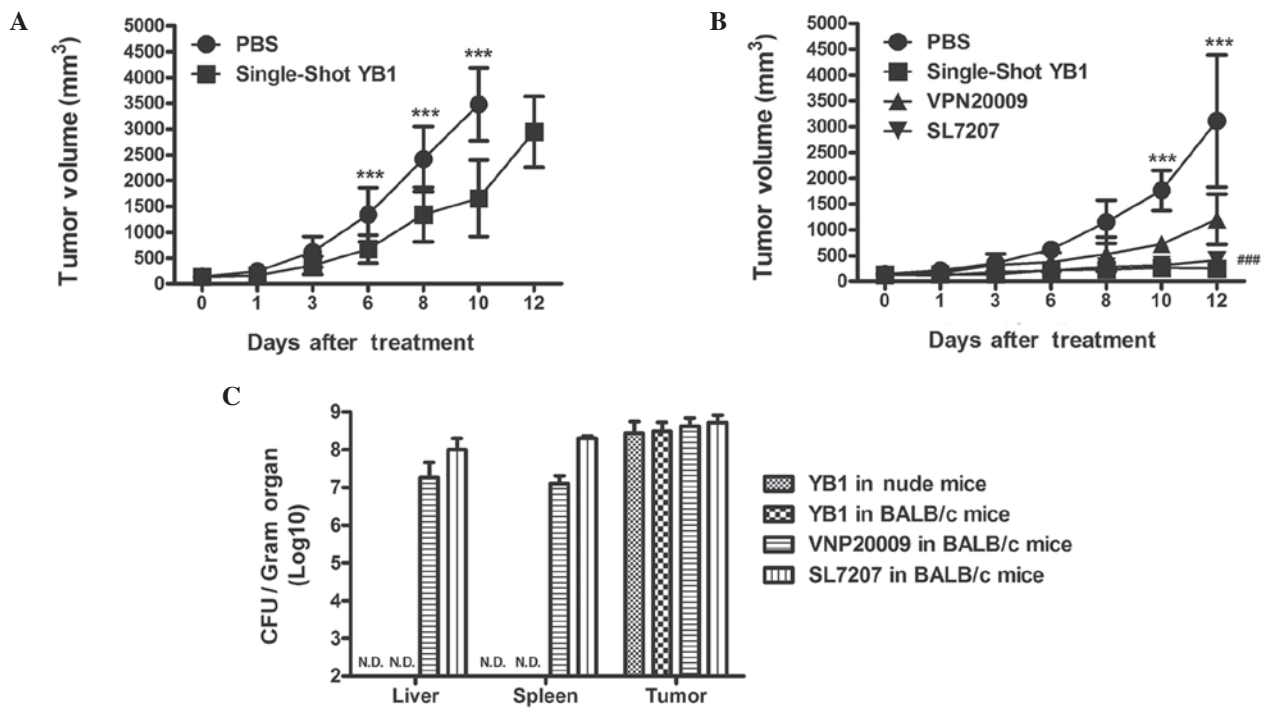 A
Tumor volume (mm³)
5000
4500
4000
3500
3000
2500
2000
1500
1000
500
0
PBS
Single-Shot YB1
***
***
***
0 1 3 6 8 10 12
Days after treatment
B
Tumor volume (mm³)
5000
4500
4000
3500
3000
2500
2000
1500
1000
500
0
PBS
Single-Shot YB1
VPN20009
SL7207
***
***
###
0 1 3 6 8 10 12
Days after treatment
C
CFU / Gram organ
(Log10)
9
8
7
6
5
4
3
2
N.D. N.D. N.D. N.D.
Liver Spleen Tumor
YB1 in nude mice
YB1 in BALB/c mice
VNP20009 in BALB/c mice
SL7207 in BALB/c mice